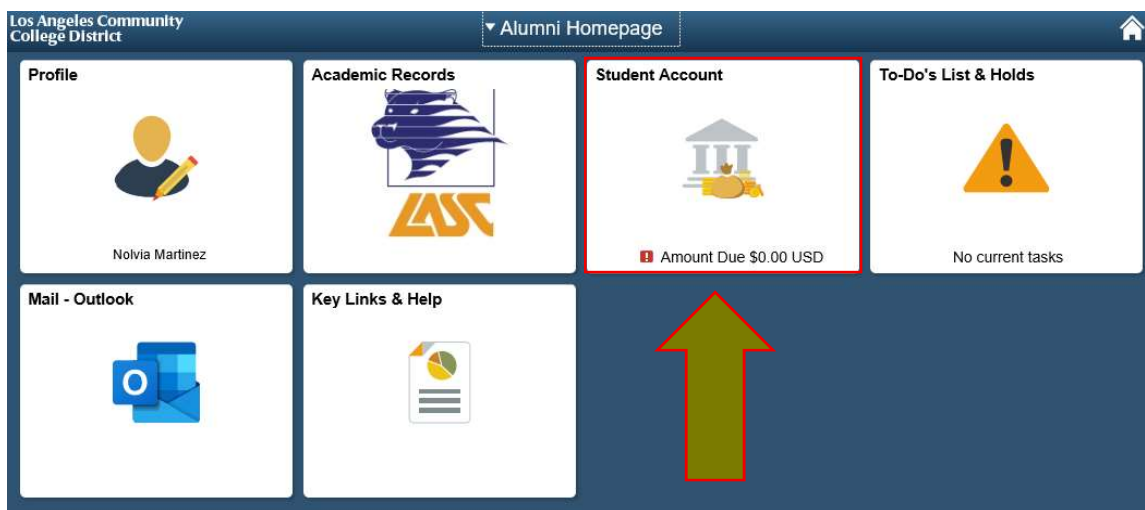 Los Angeles Community
College District
▾ Alumni Homepage
Profile
Academic Records
Student Account
To-Do's List & Holds
LASC
Nolvia Martinez
Amount Due $0.00 USD
No current tasks
Mail - Outlook
Key Links & Help
O